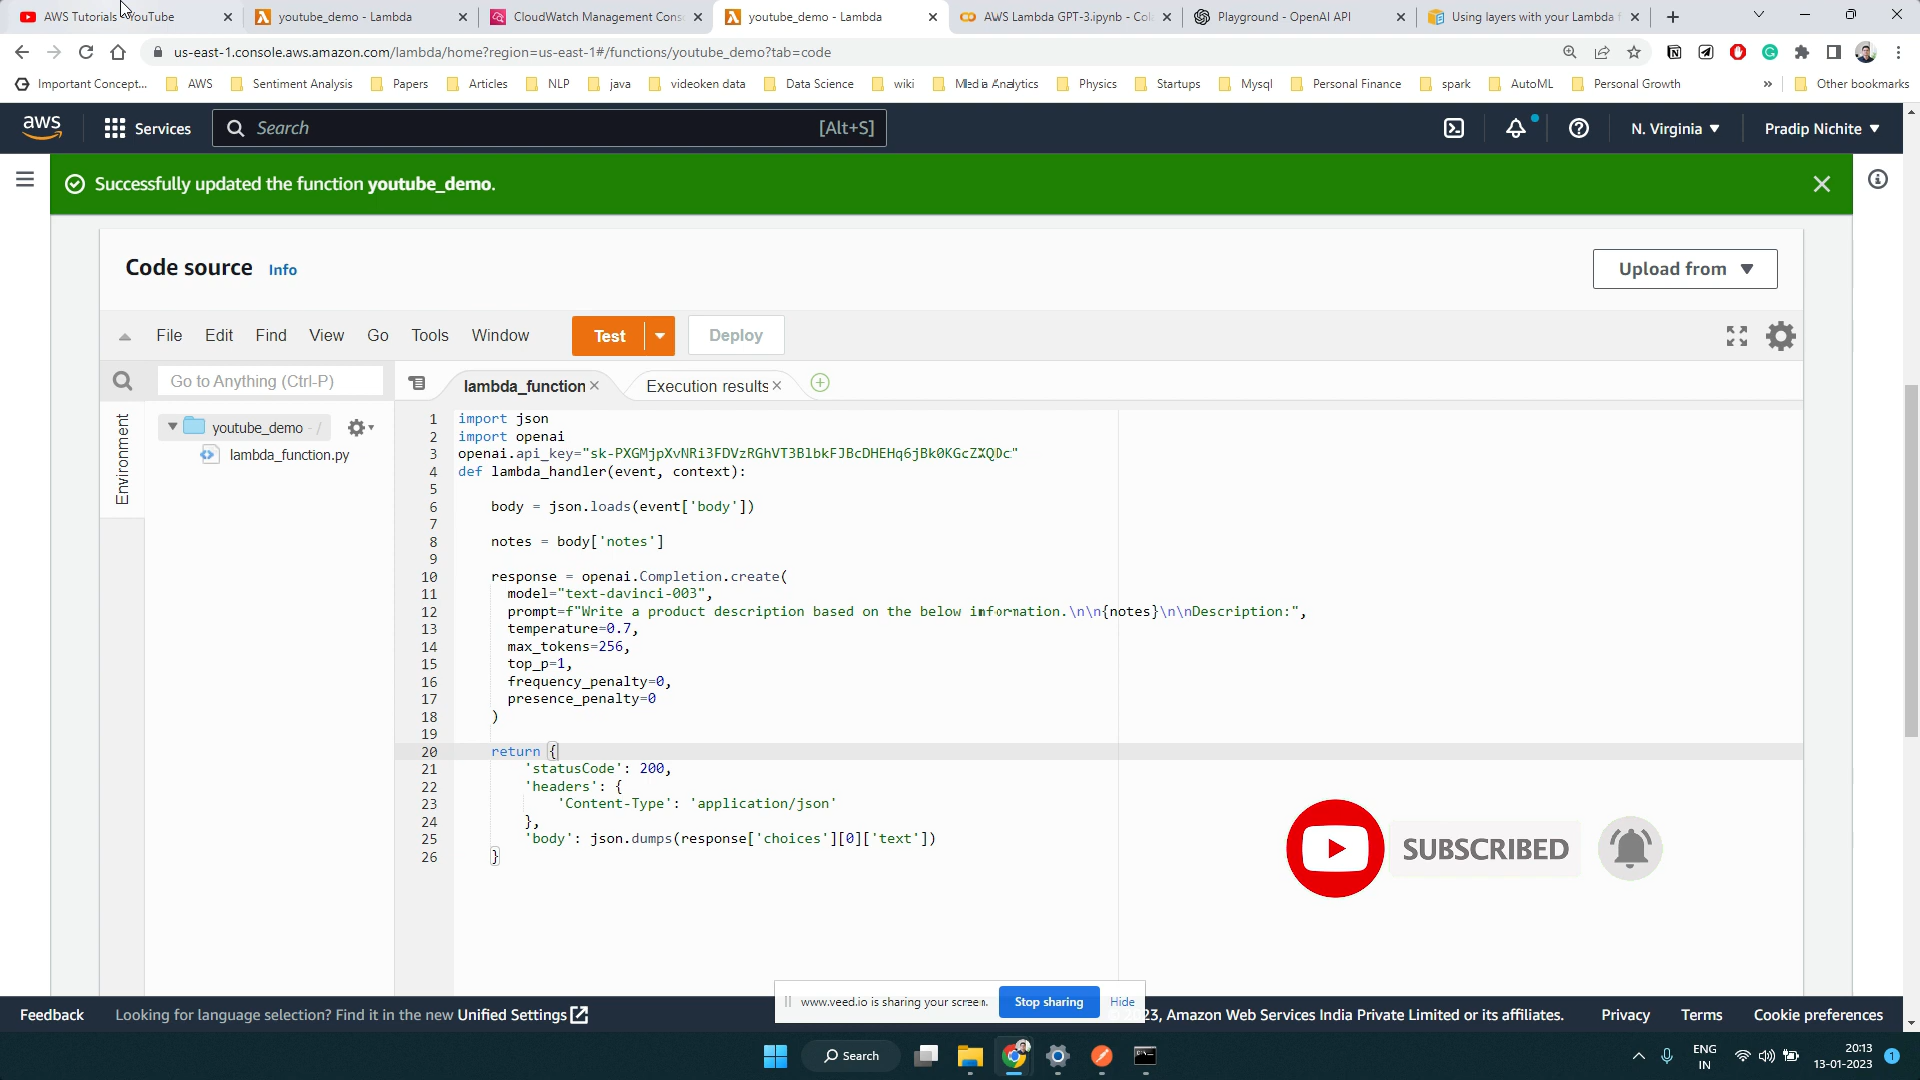 AWS Tutorials - YouTube
youtube_demo - Lambda
CloudWatch Management Cons
youtube_demo - Lambda
AWS Lambda GPT-3.ipynb - Col
Playground - OpenAI API
Using layers with your Lambda f
us-east-1.console.aws.amazon.com/lambda/home?region=us-east-1#/functions/youtube_demo?tab=code
Important Concept...
AWS
Sentiment Analysis
Papers
Articles
NLP
java
videoken data
Data Science
wiki
Media Analytics
Physics
Startups
Mysql
Personal Finance
spark
AutoML
Personal Growth
»
Other bookmarks
aws
Services
Search
[Alt+S]
N. Virginia
Pradip Nichite
Successfully updated the function youtube_demo.
Code source Info
Upload from
File Edit Find View Go Tools Window
Test
Deploy
Go to Anything (Ctrl-P)
lambda_function
Execution results
Environment
youtube_demo - /
lambda_function.py
1 import json
2 import openai
3 openai.api_key="
4 def lambda_handler(event, context):
5
6 body = json.loads(event['body'])
7
8 notes = body['notes']
9
10 response = openai.Completion.create(
11 model="text-davinci-003",
12 prompt=f"Write a product description based on the below information.\n\n{notes}\n\nDescription:",
13 temperature=0.7,
14 max_tokens=256,
15 top_p=1,
16 frequency_penalty=0,
17 presence_penalty=0
18 )
19
20 return {
21 'statusCode': 200,
22 'headers': {
23 'Content-Type': 'application/json'
24 },
25 'body': json.dumps(response['choices'][0]['text'])
26 }
SUBSCRIBED
www.veed.io is sharing your screen.
Stop sharing
Hide
Feedback
Looking for language selection? Find it in the new Unified Settings
23, Amazon Web Services India Private Limited or its affiliates.
Privacy
Terms
Cookie preferences
Search
ENG
IN
20:13
13-01-2023
1